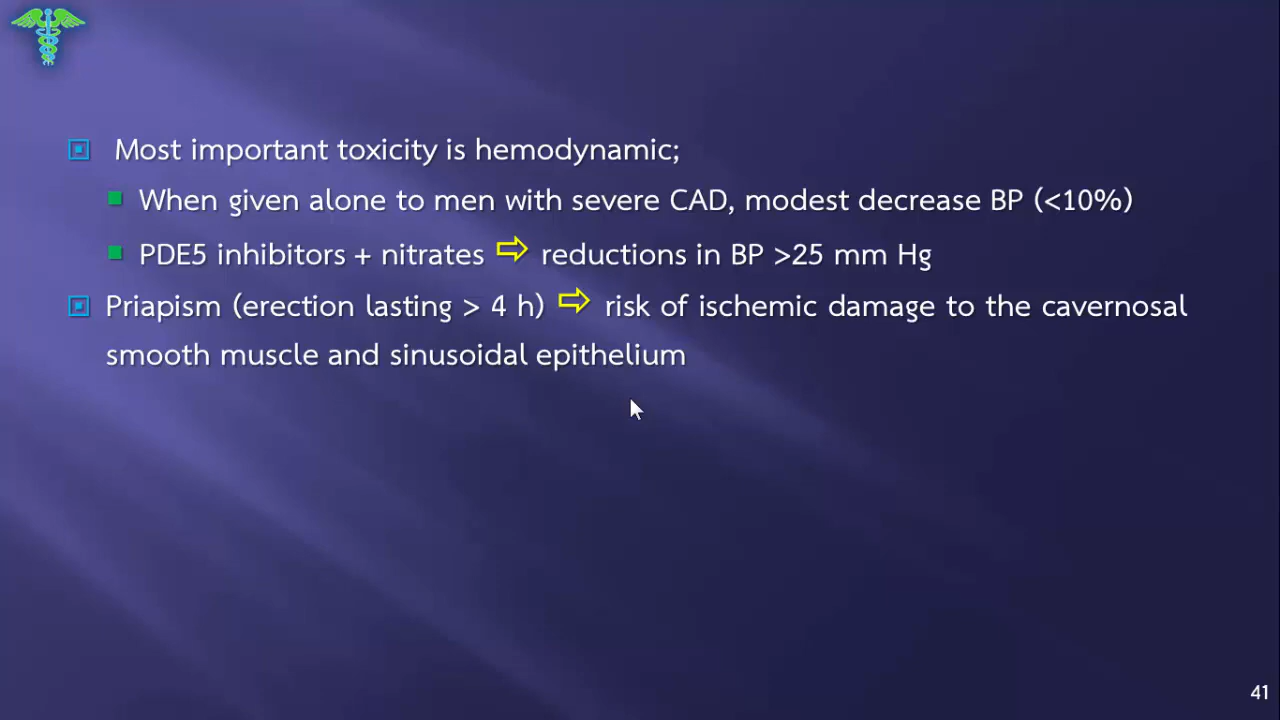 Most important toxicity is hemodynamic;
When given alone to men with severe CAD, modest decrease BP (<10%)
PDE5 inhibitors + nitrates ⇨ reductions in BP >25 mm Hg
Priapism (erection lasting > 4 h) ⇨ risk of ischemic damage to the cavernosal
smooth muscle and sinusoidal epithelium
41